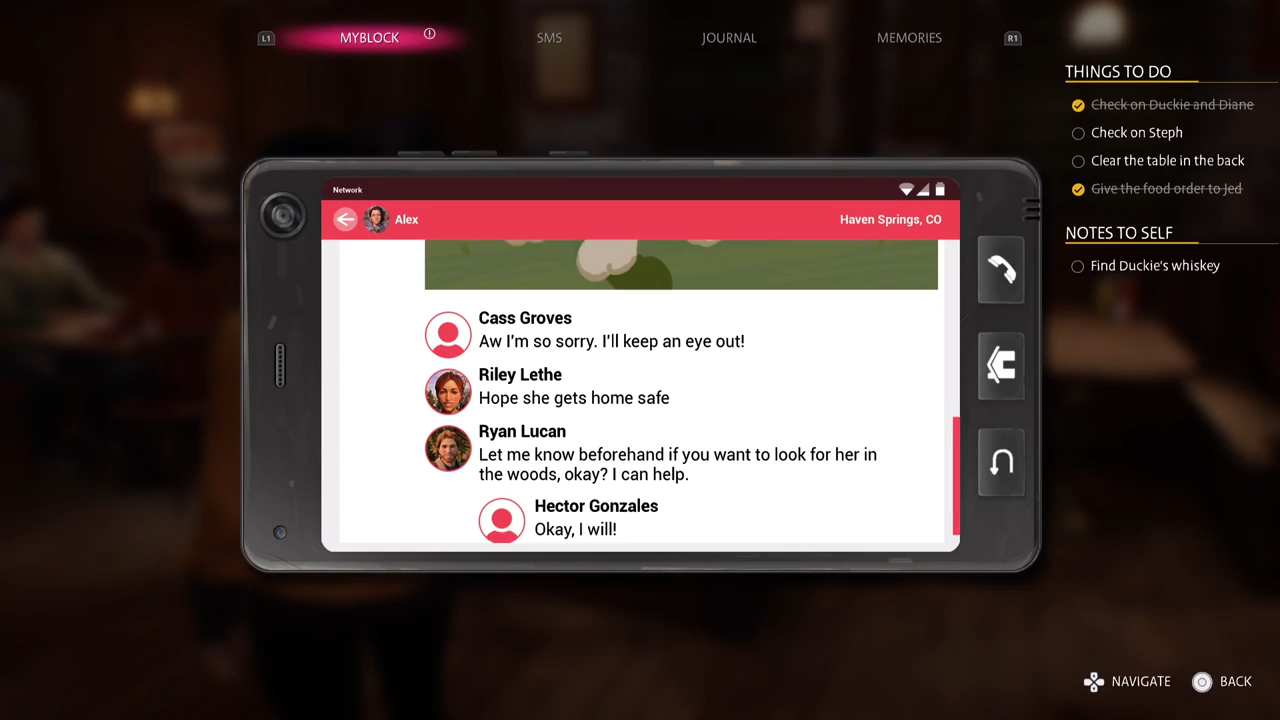 L1
MYBLOCK
SMS
JOURNAL
MEMORIES
R1
THINGS TO DO
Check on Duckie and Diane
Check on Steph
Clear the table in the back
Give the food order to Jed
NOTES TO SELF
Find Duckie's whiskey
Network
Alex
Haven Springs, CO
Cass Groves
Aw I'm so sorry. I'll keep an eye out!
Riley Lethe
Hope she gets home safe
Ryan Lucan
Let me know beforehand if you want to look for her in
the woods, okay? I can help.
Hector Gonzales
Okay, I will!
NAVIGATE
BACK